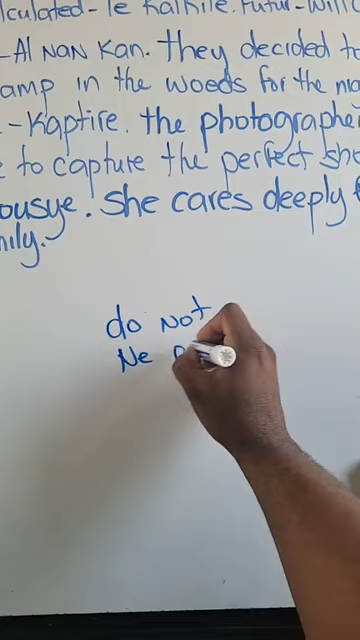 lculated- le Kalkile. Futur- Will
- Al NaN Kan. they decided to
amp in the woods for the
- Kaptire. the photographe
to capture the perfect sh
ousye. She cares deeply
mily.
do Not
Ne